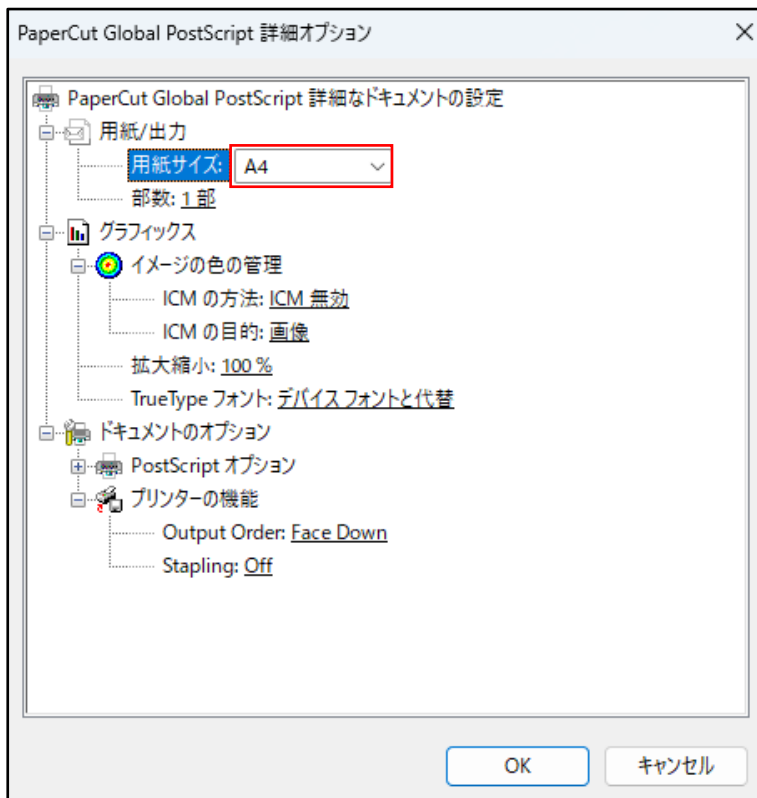 PaperCut Global PostScript 詳細オプション
PaperCut Global PostScript 詳細なドキュメントの設定
用紙/出力
用紙サイズ: A4
部数: 1 部
グラフィックス
イメージの色の管理
ICM の方法: ICM 無効
ICM の目的: 画像
拡大縮小: 100 %
TrueType フォント: デバイス フォントと代替
ドキュメントのオプション
PostScript オプション
プリンターの機能
Output Order: Face Down
Stapling: Off
OK キャンセル